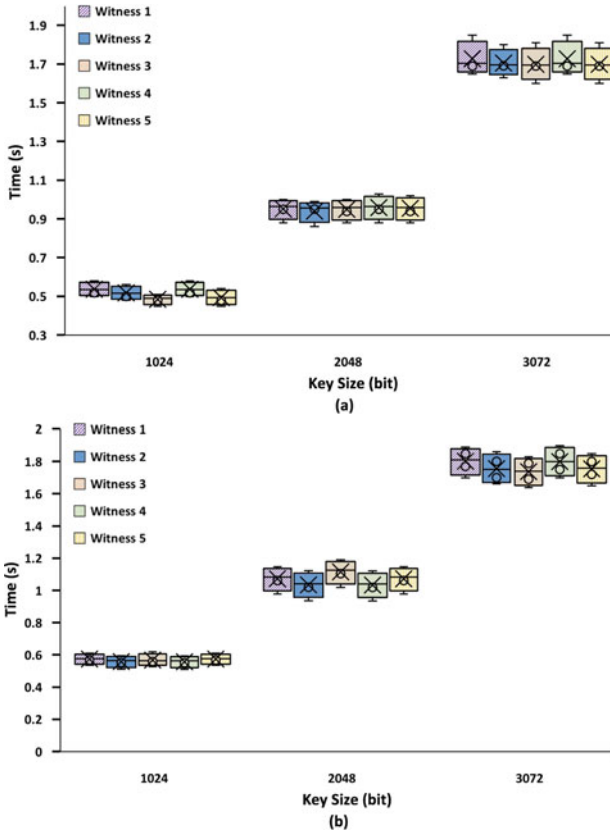 1.9
1.7
1.5
1.3
1.1
0.9
0.7
0.5
0.3
Time (s)
Witness 1
Witness 2
Witness 3
Witness 4
Witness 5
1024 2048 3072
Key Size (bit)
(a)
2
1.8
1.6
1.4
1.2
1
0.8
0.6
0.4
0.2
0
Time (s)
Witness 1
Witness 2
Witness 3
Witness 4
Witness 5
1024 2048 3072
Key Size (bit)
(b)